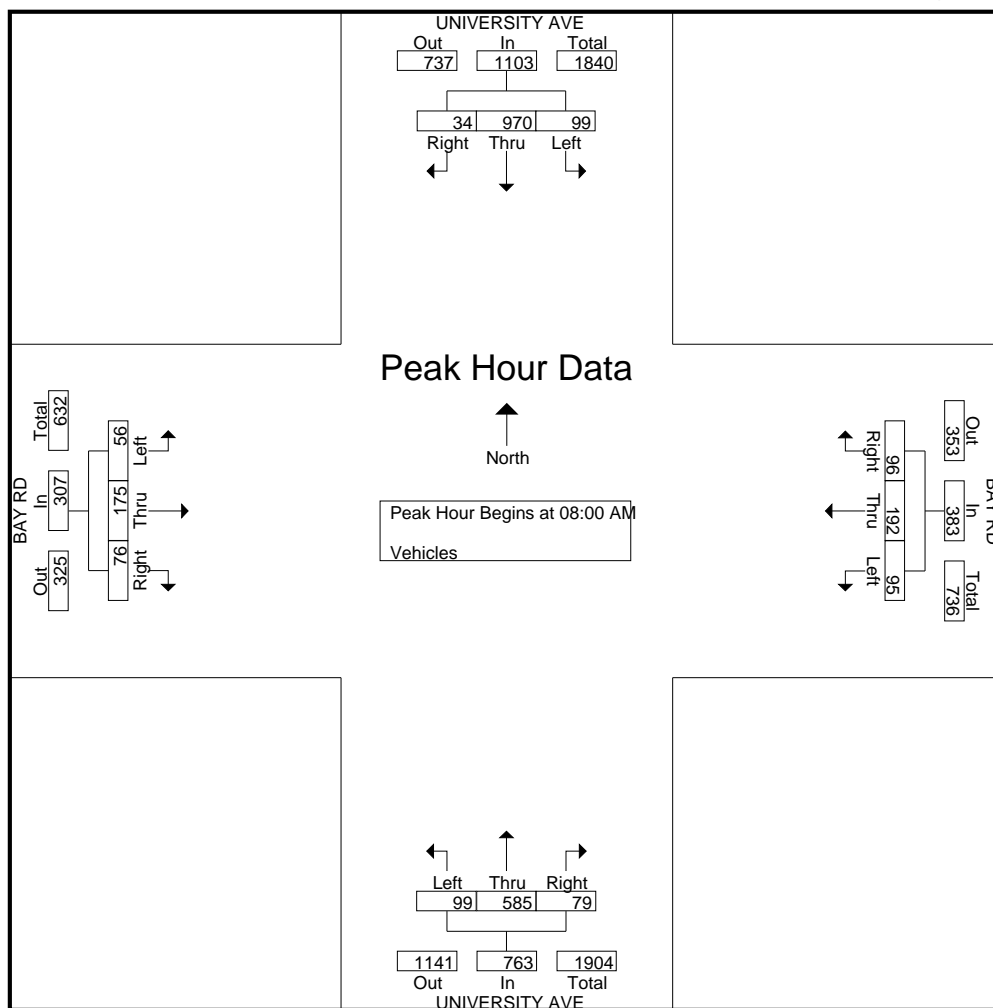 UNIVERSITY AVE
Out In Total
737 1103 1840
34 970 99
Right Thru Left
Peak Hour Data
North
Peak Hour Begins at 08:00 AM
Vehicles
BAY RD
Out In Total
325 307 632
Left Thru Right
56 175 76
BAY RD
Out In Total
353 383 736
Right Thru Left
96 192 95
Left Thru Right
99 585 79
1141 763 1904
Out In Total
UNIVERSITY AVE